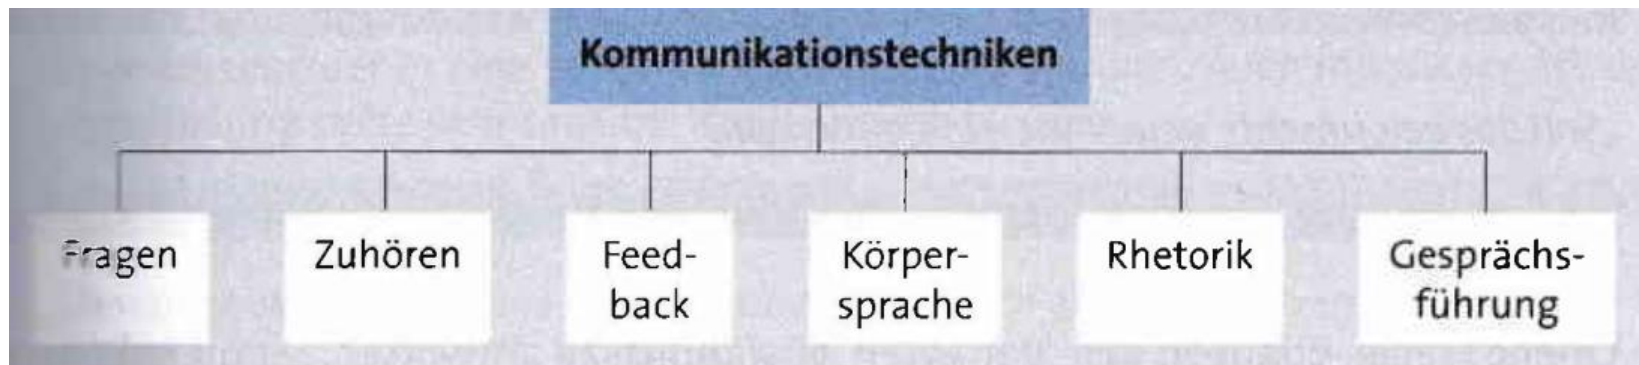 Kommunikationstechniken
Fragen
Zuhören
Feed-
back
Körper-
sprache
Rhetorik
Gesprächs-
führung